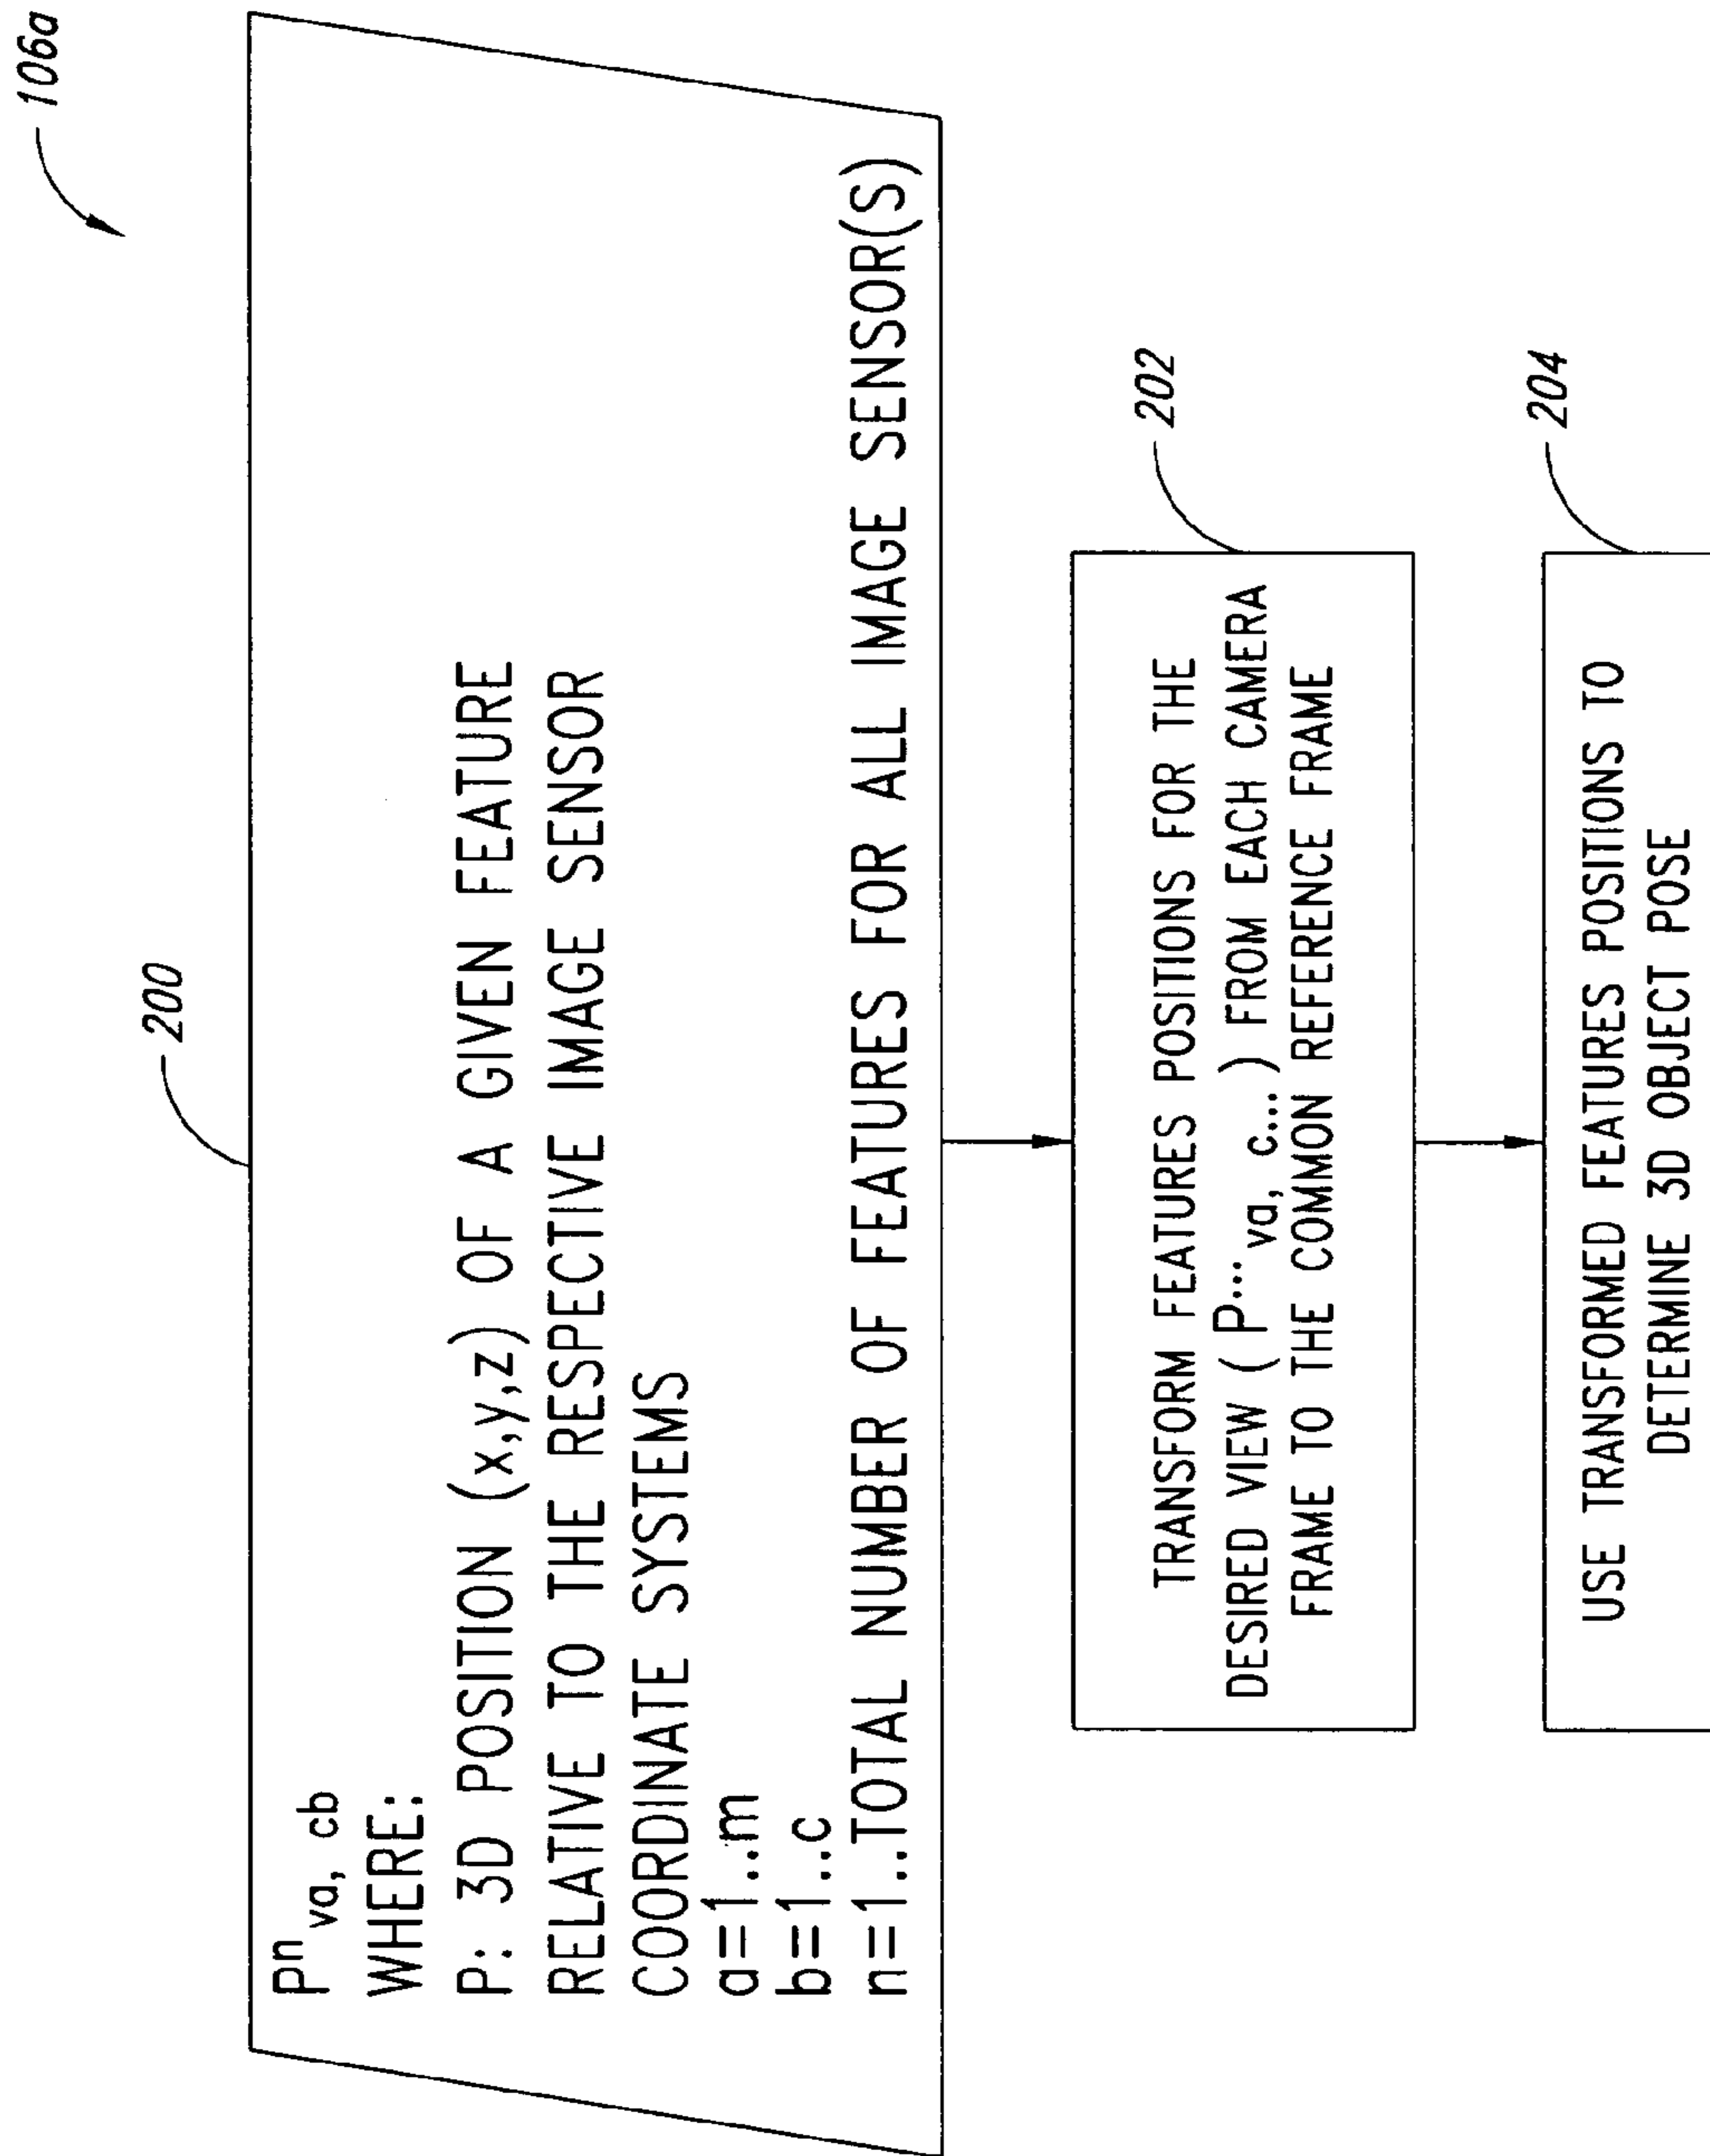 106a
200
Pⁿva, cb
WHERE:
P: 3D POSITION (x,y,z) OF A GIVEN FEATURE
RELATIVE TO THE RESPECTIVE IMAGE SENSOR
COORDINATE SYSTEMS
a=1..m
b=1..c
n=1..TOTAL NUMBER OF FEATURES FOR ALL IMAGE SENSOR(S)
202
TRANSFORM FEATURES POSITIONS FOR THE
DESIRED VIEW ( P...va, c... ) FROM EACH CAMERA
FRAME TO THE COMMON REFERENCE FRAME
204
USE TRANSFORMED FEATURES POSITIONS TO
DETERMINE 3D OBJECT POSE